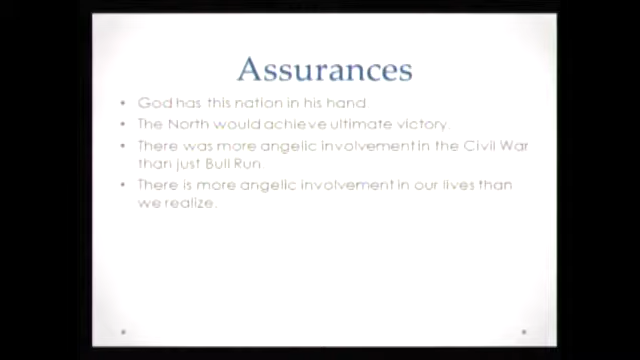 Assurances
• God has this nation in his hand.
• The North would achieve ultimate victory.
• There was more angelic involvement in the Civil War
than just Bull Run.
• There is more angelic involvement in our lives than
we realize.